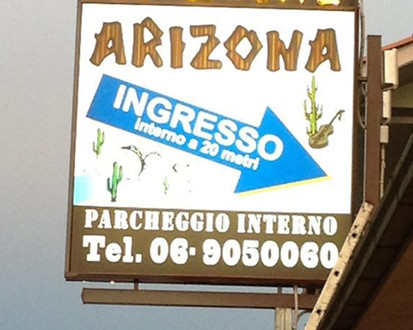 ARIZONA
INGRESSO
interno a 20 metri
PARCHEGGIO INTERNO
Tel. 06-9050060